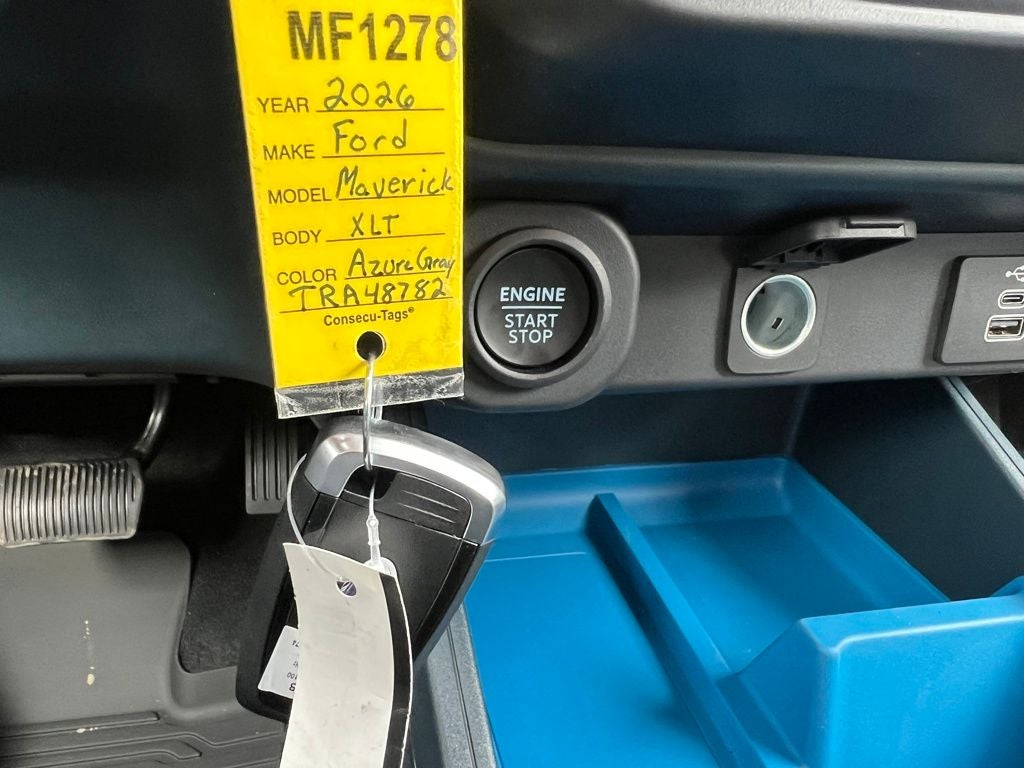 MF1278
YEAR 2026
MAKE Ford
MODEL Maverick
BODY XLT
COLOR Azure Gray
TRA48782
Consecu-Tags®
ENGINE
START
STOP